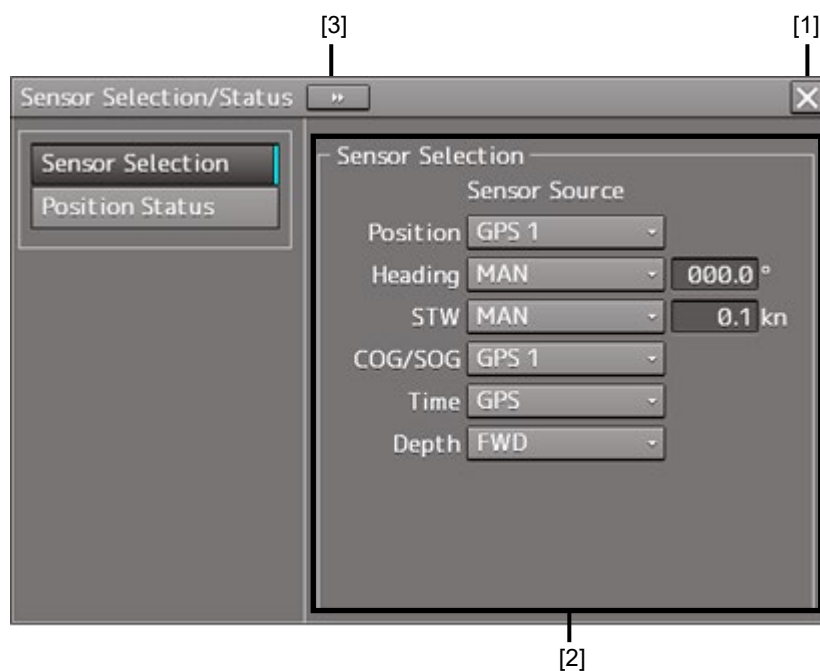 [3] [1]
Sensor Selection/Status
Sensor Selection
Position Status
Sensor Selection
Sensor Source
Position GPS 1
Heading MAN 000.0 °
STW MAN 0.1 kn
COG/SOG GPS 1
Time GPS
Depth FWD
[2]